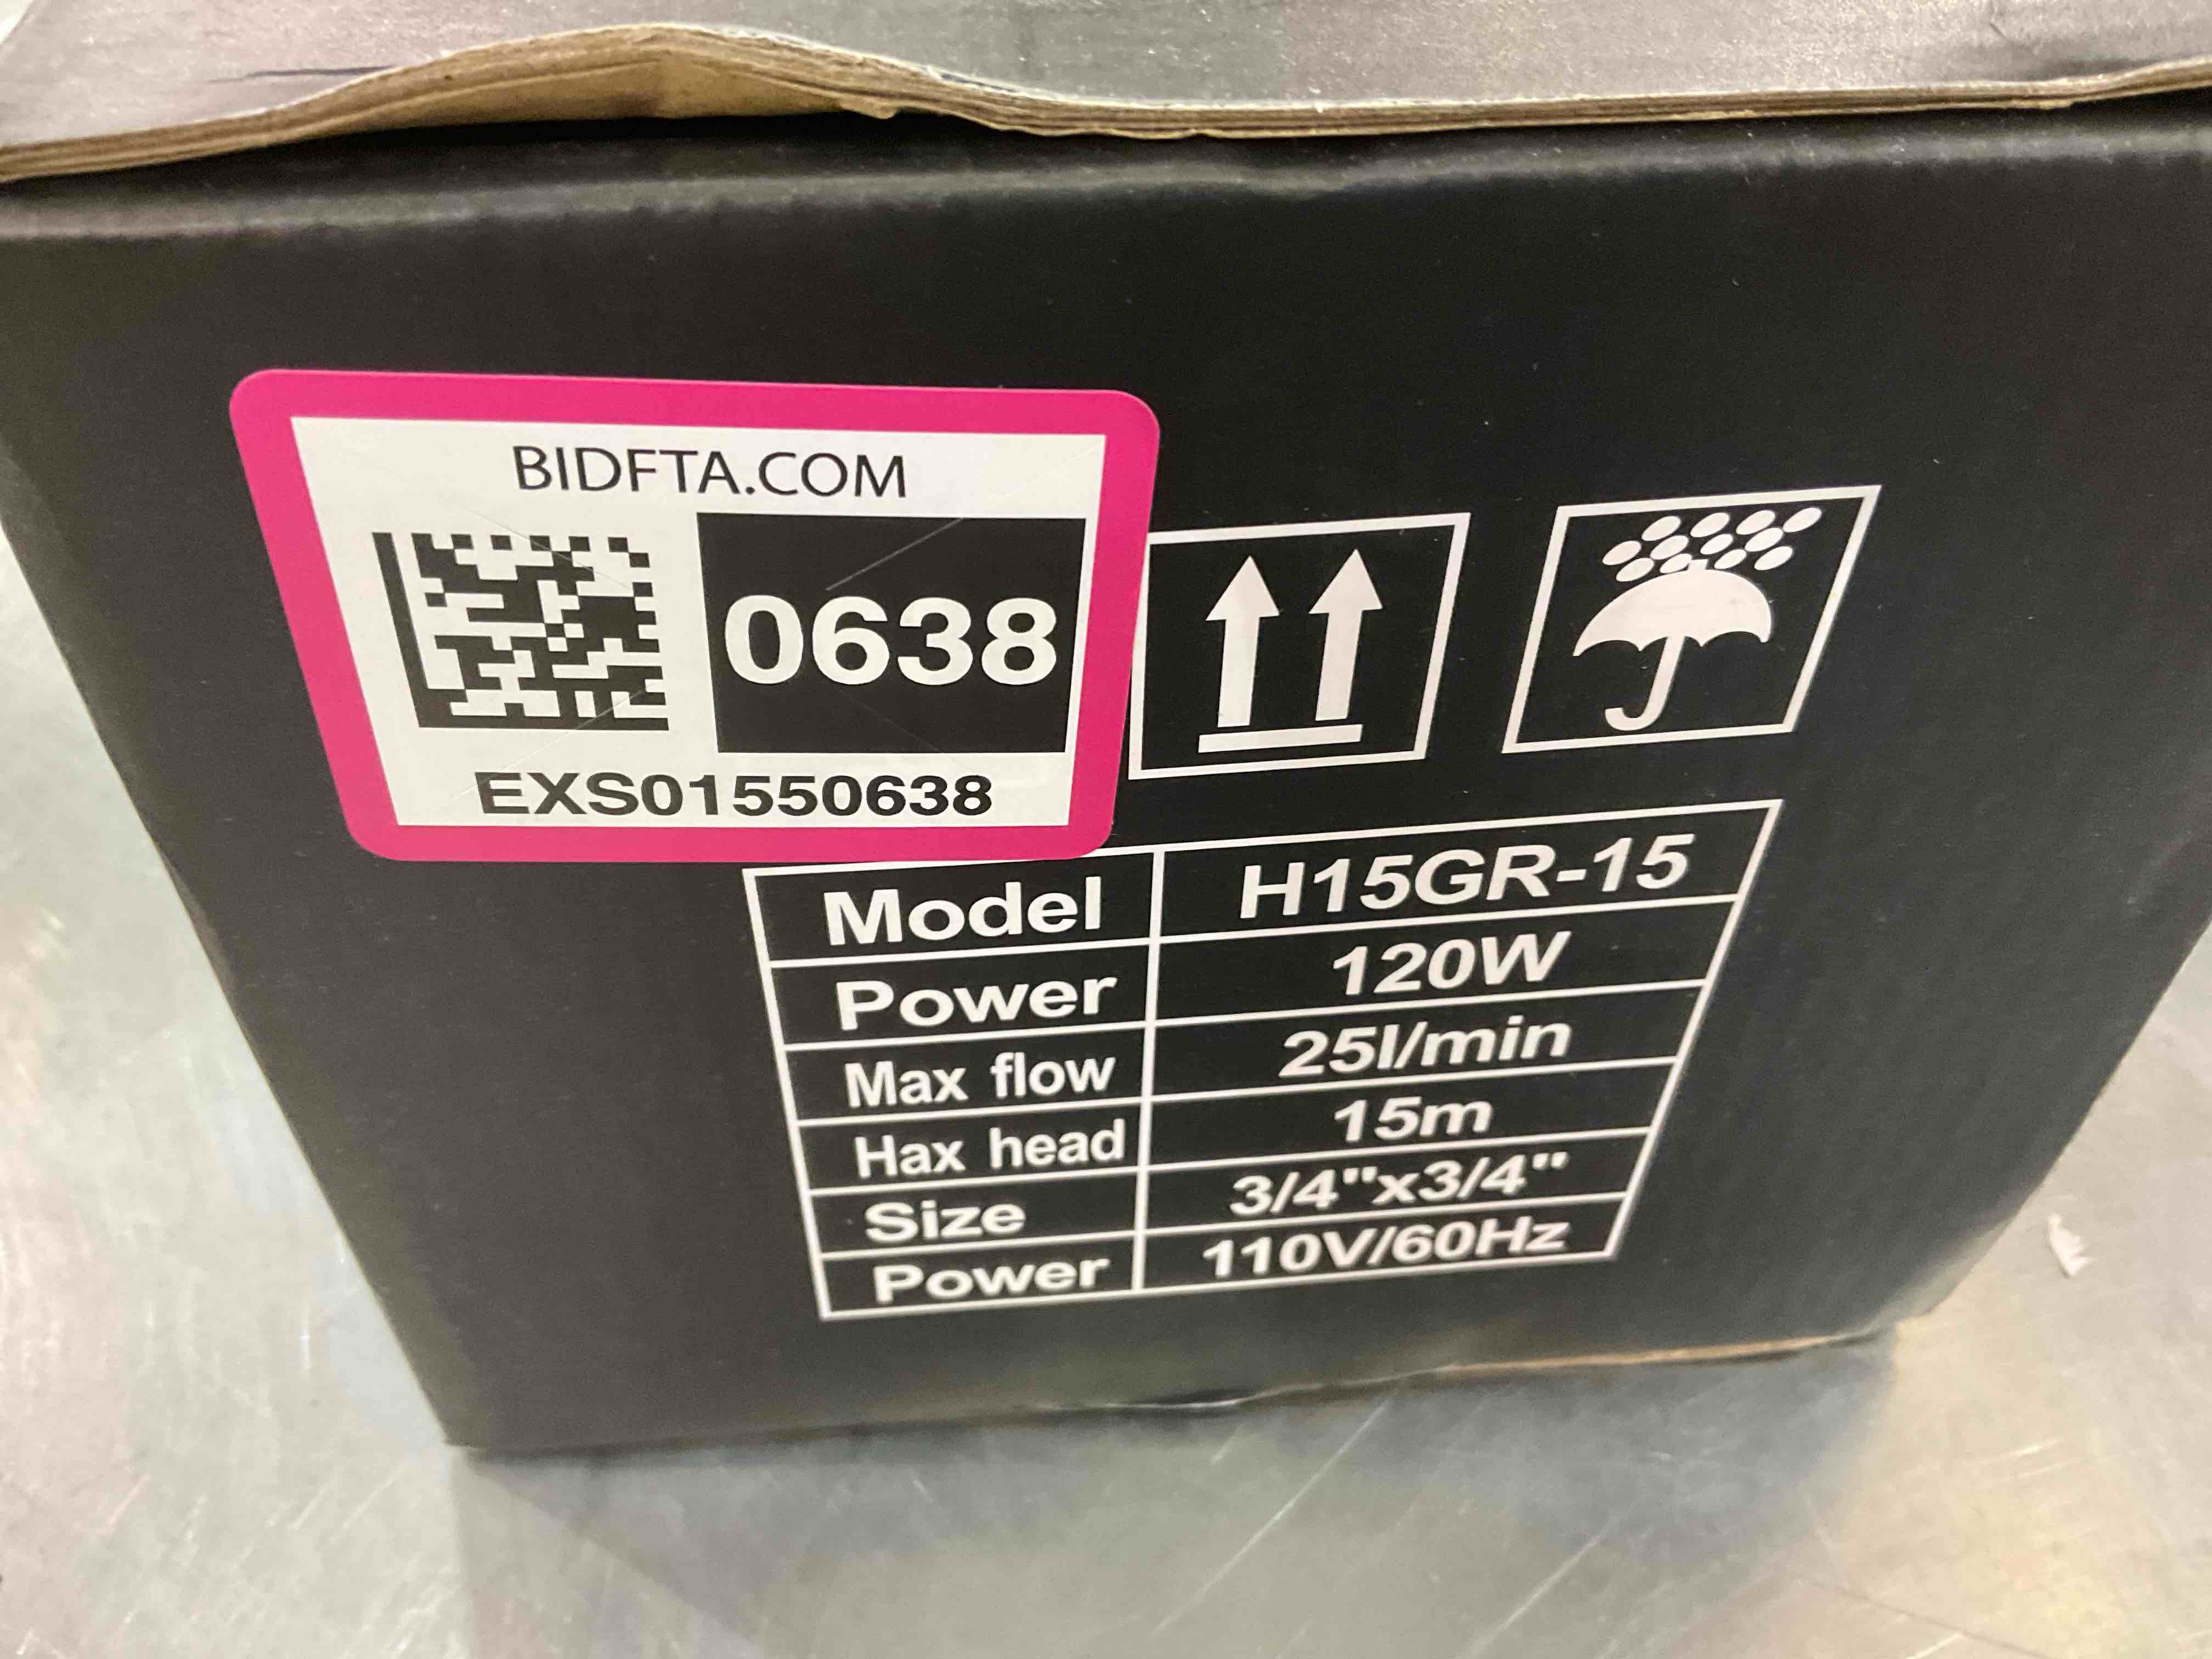 BIDFTA.COM
0638
EXS01550638
Model H15GR-15
Power 120W
Max flow 25l/min
Hax head 15m
Size 3/4"x3/4"
Power 110V/60Hz